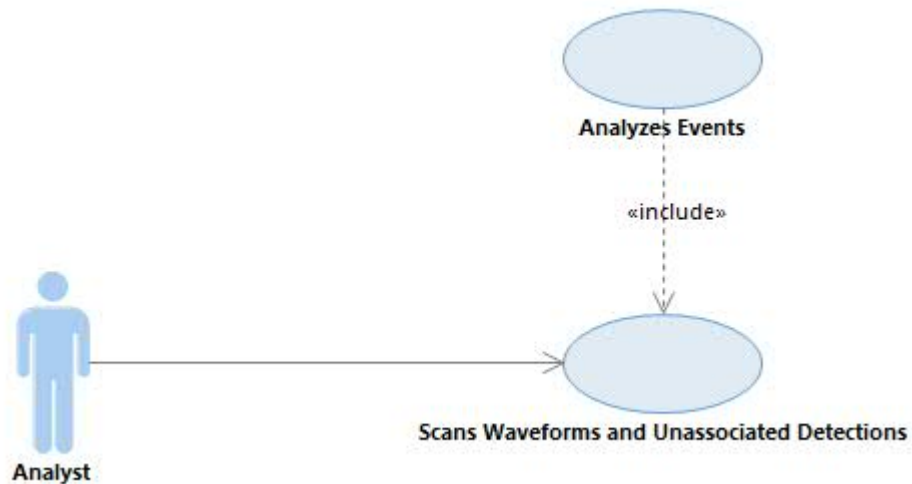 Analyzes Events
«include»
Scans Waveforms and Unassociated Detections
Analyst